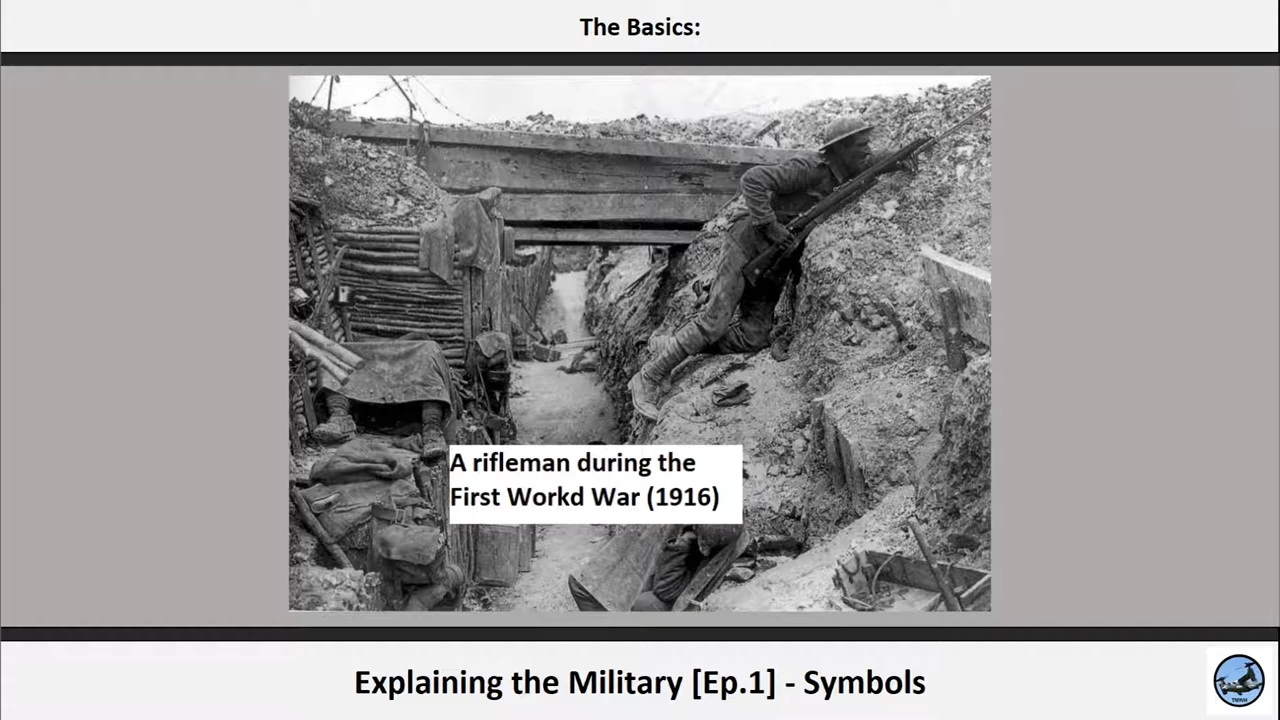 The Basics:
A rifleman during the
First Workd War (1916)
Explaining the Military [Ep.1] - Symbols